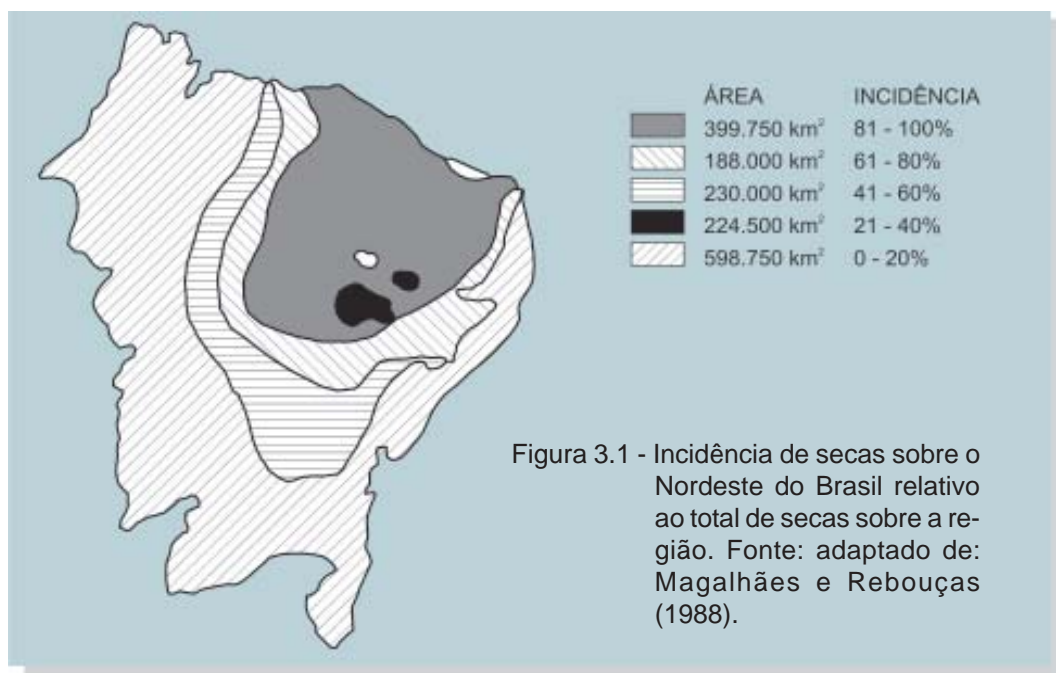 ÁREA INCIDÊNCIA
399.750 km² 81 - 100%
188.000 km² 61 - 80%
230.000 km² 41 - 60%
224.500 km² 21 - 40%
598.750 km² 0 - 20%
Figura 3.1 - Incidência de secas sobre o
Nordeste do Brasil relativo
ao total de secas sobre a re-
gião. Fonte: adaptado de:
Magalhães e Rebouças
(1988).